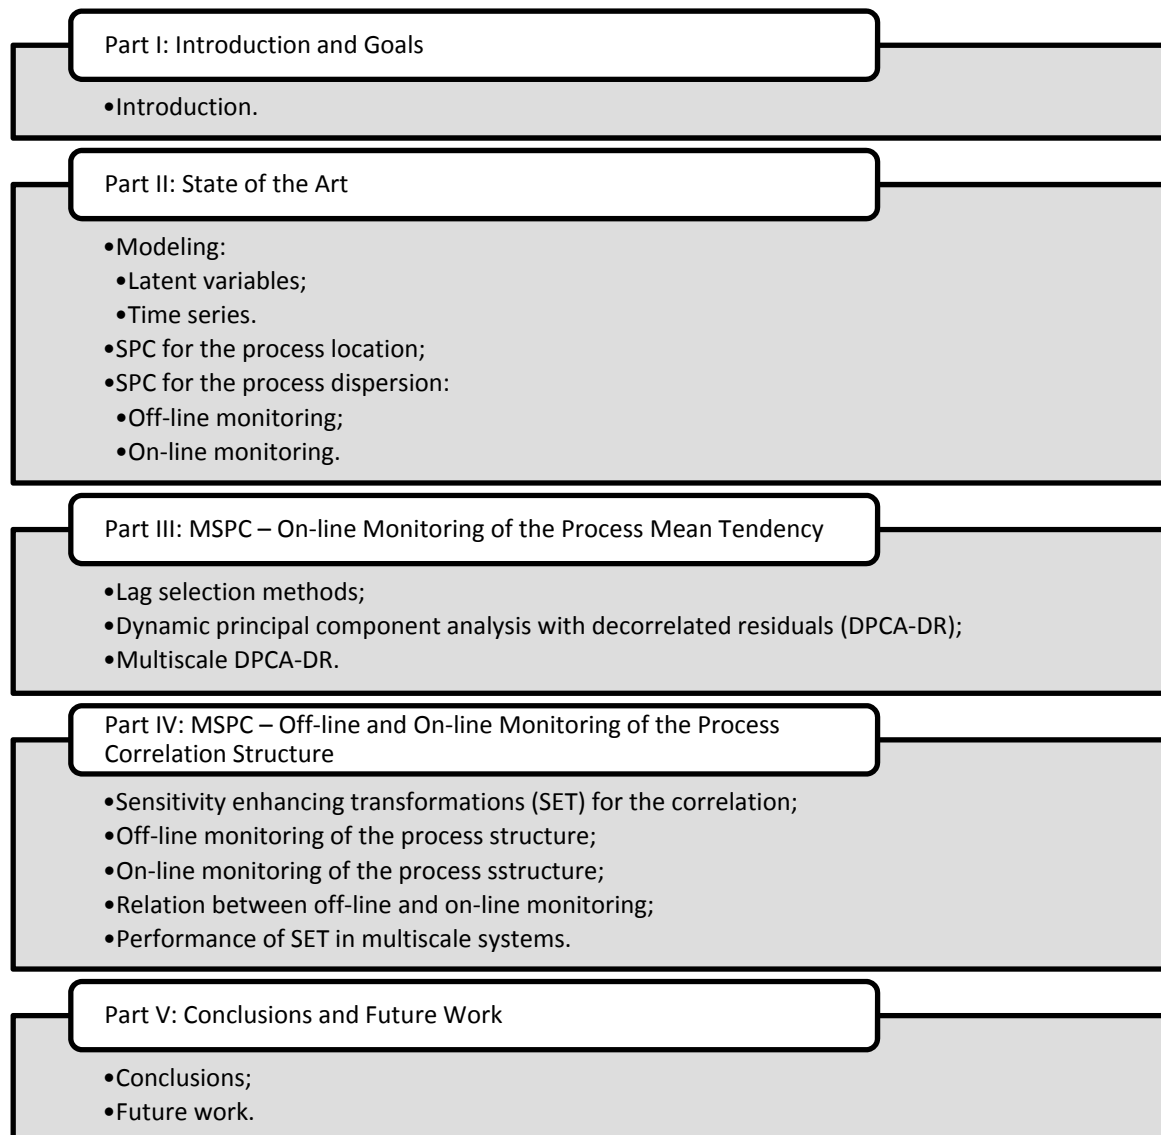 Part I: Introduction and Goals
•Introduction.
Part II: State of the Art
•Modeling:
•Latent variables;
•Time series.
•SPC for the process location;
•SPC for the process dispersion:
•Off-line monitoring;
•On-line monitoring.
Part III: MSPC – On-line Monitoring of the Process Mean Tendency
•Lag selection methods;
•Dynamic principal component analysis with decorrelated residuals (DPCA-DR);
•Multiscale DPCA-DR.
Part IV: MSPC – Off-line and On-line Monitoring of the Process
Correlation Structure
•Sensitivity enhancing transformations (SET) for the correlation;
•Off-line monitoring of the process structure;
•On-line monitoring of the process sstructure;
•Relation between off-line and on-line monitoring;
•Performance of SET in multiscale systems.
Part V: Conclusions and Future Work
•Conclusions;
•Future work.